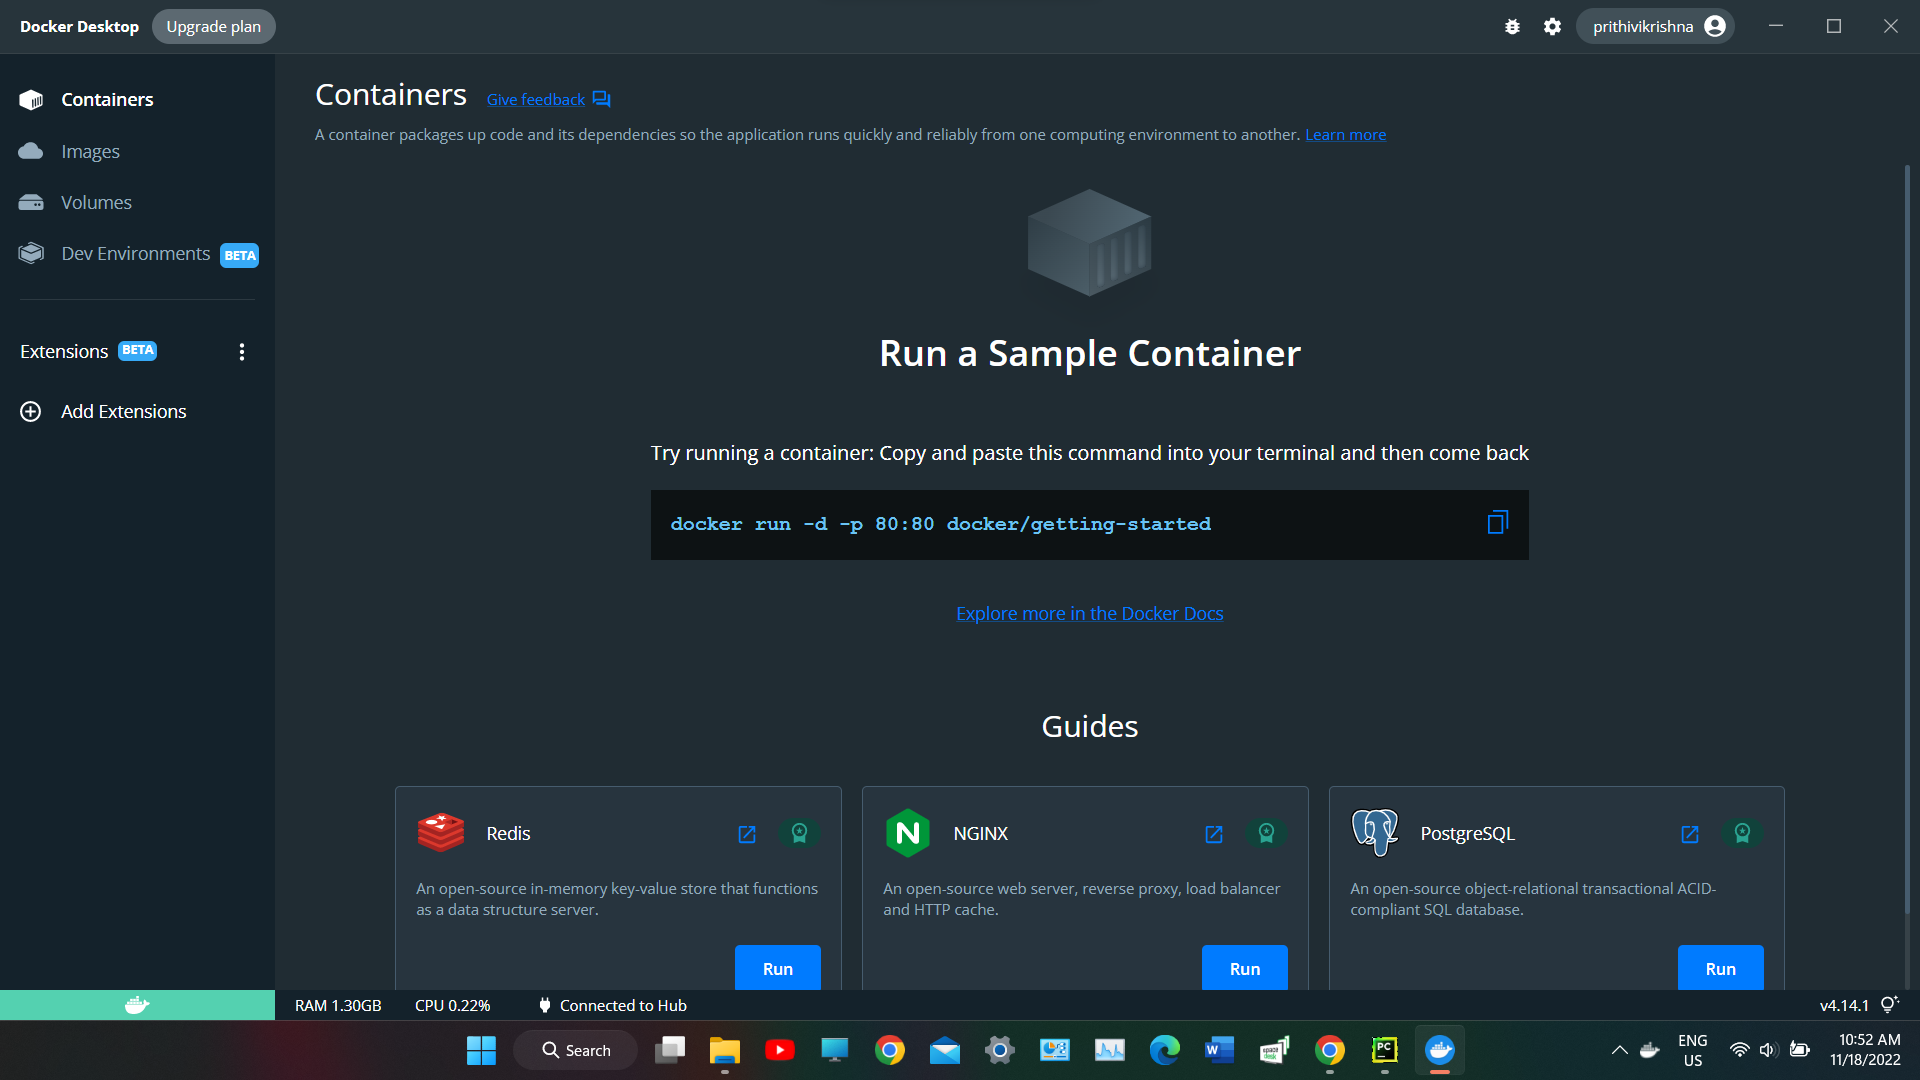 Docker Desktop
Upgrade plan
prithivikrishna
Containers
Images
Volumes
Dev Environments BETA
Extensions BETA
Add Extensions
Containers Give feedback
A container packages up code and its dependencies so the application runs quickly and reliably from one computing environment to another. Learn more
Run a Sample Container
Try running a container: Copy and paste this command into your terminal and then come back
docker run -d -p 80:80 docker/getting-started
Explore more in the Docker Docs
Guides
Redis
An open-source in-memory key-value store that functions
as a data structure server.
Run
N
NGINX
An open-source web server, reverse proxy, load balancer
and HTTP cache.
Run
PostgreSQL
An open-source object-relational transactional ACID-
compliant SQL database.
Run
RAM 1.30GB CPU 0.22% Connected to Hub
v4.14.1
Search
W
space
desk
PC
ENG
US
10:52 AM
11/18/2022